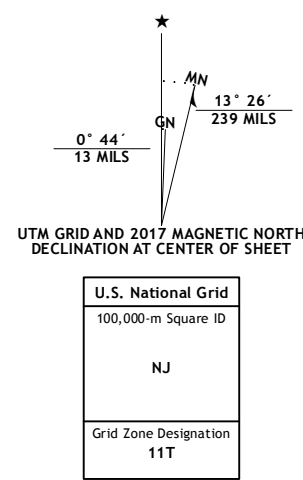 ★
MN
GN
13° 26´
239 MILS
0° 44´
13 MILS
UTM GRID AND 2017 MAGNETIC NORTH
DECLINATION AT CENTER OF SHEET
U.S. National Grid
100,000-m Square ID
NJ
Grid Zone Designation
11T